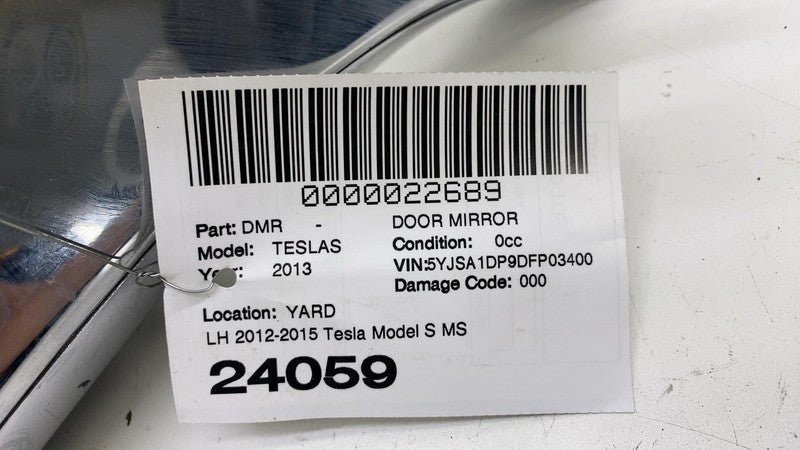 0000022689
Part: DMR - DOOR MIRROR
Model: TESLAS Condition: 0cc
Year: 2013 VIN:5YJSA1DP9DFP03400
Damage Code: 000
Location: YARD
LH 2012-2015 Tesla Model S MS
24059